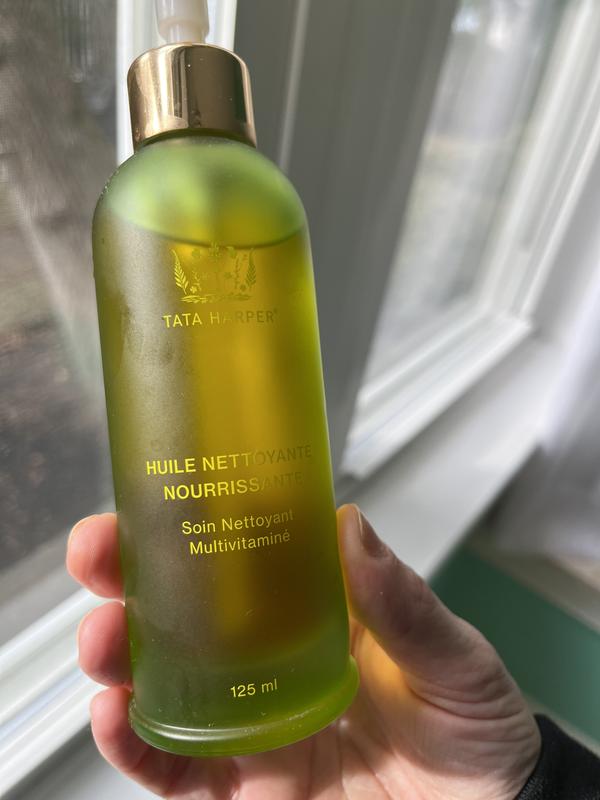 TATA HARPER®
HUILE NETTOYANTE
NOURRISSANTE
Soin Nettoyant
Multivitaminé
125 ml